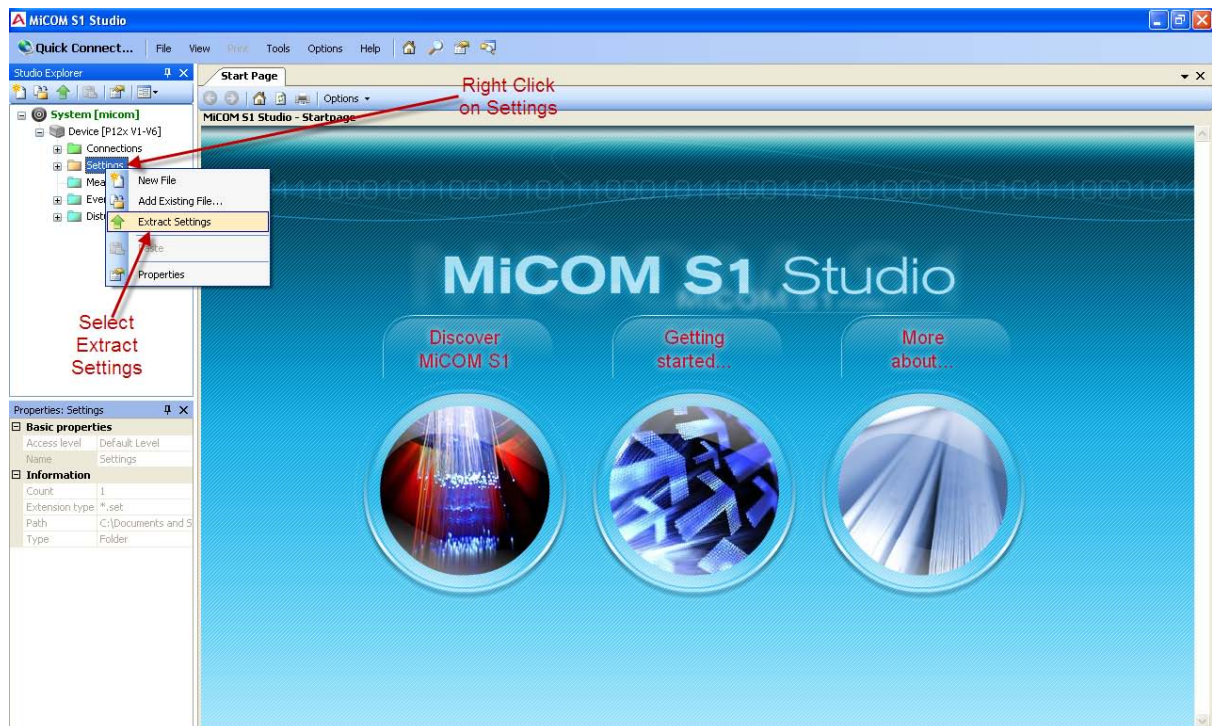 MiCOM S1 Studio
Quick Connect... File View Print Tools Options Help
Studio Explorer
Start Page
Options
MiCOM S1 Studio - Startpage
Right Click
on Settings
System [micom]
Device [P12x V1-V6]
Connections
Settings
New File
Add Existing File...
Extract Settings
Paste
Properties
Select
Extract
Settings
MiCOM S1 Studio
Discover
MiCOM S1
Getting
started...
More
about...
Properties: Settings
Basic properties
Access level Default Level
Name Settings
Information
Count 1
Extension type *.set
Path C:\Documents and S
Type Folder